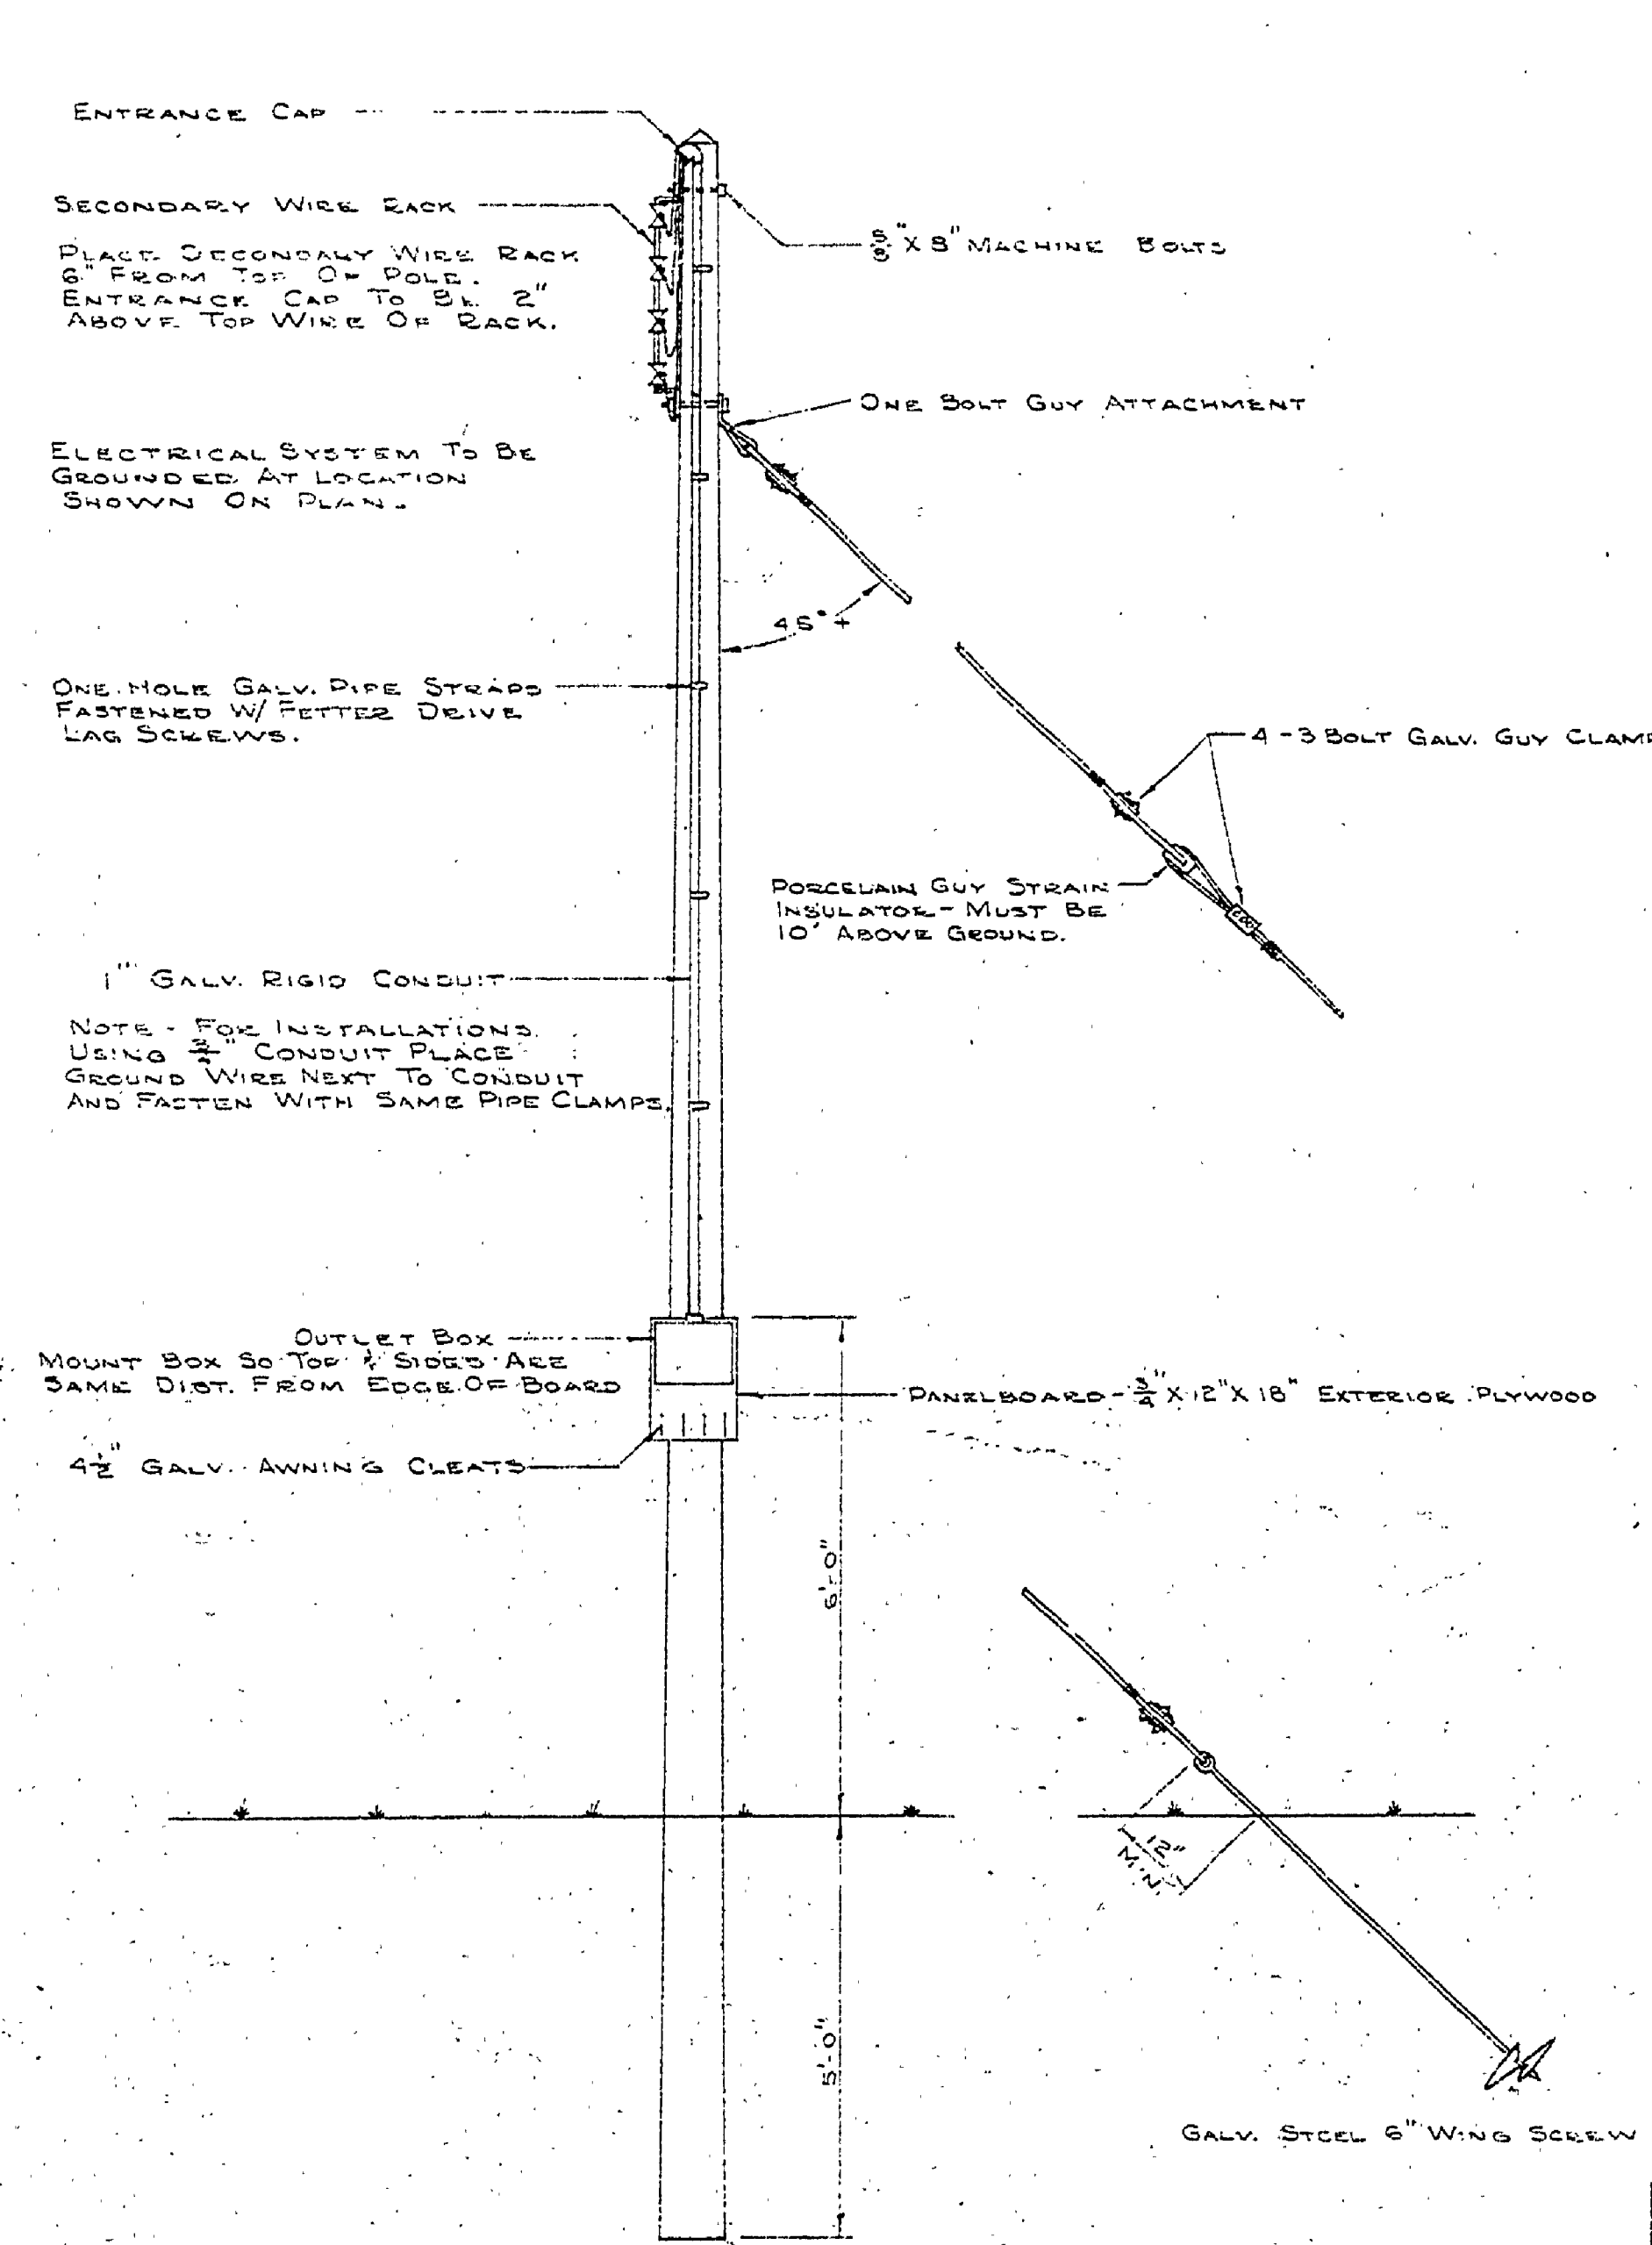 ENTRANCE CAP
SECONDARY WIRE RACK
PLACE SECONDARY WIRE RACK
6" FROM TOP OF POLE.
ENTRANCE CAP TO BE 2"
ABOVE TOP WIRE OF RACK.
5/8" X 8" MACHINE BOLTS
ONE BOLT GUY ATTACHMENT
ELECTRICAL SYSTEM TO BE
GROUNDED AT LOCATION
SHOWN ON PLAN.
45°+
ONE HOLE GALV. PIPE STRAPS
FASTENED W/ FETTER DRIVE
LAG SCREWS.
4-3 BOLT GALV. GUY CLAMP
PORCELAIN GUY STRAIN
INSULATOR - MUST BE
10' ABOVE GROUND.
1" GALV. RIGID CONDUIT
NOTE - FOR INSTALLATIONS
USING 3/4" CONDUIT PLACE
GROUND WIRE NEXT TO CONDUIT
AND FASTEN WITH SAME PIPE CLAMPS.
OUTLET BOX
MOUNT BOX SO TOP & SIDES ARE
SAME DIST. FROM EDGE OF BOARD
PANELBOARD - 3/4" X 12" X 18" EXTERIOR PLYWOOD
4 1/2" GALV. AWNING CLEATS
6'-0"
12"
MIN.
5'-0"
GALV. STEEL 6" WING SCREW